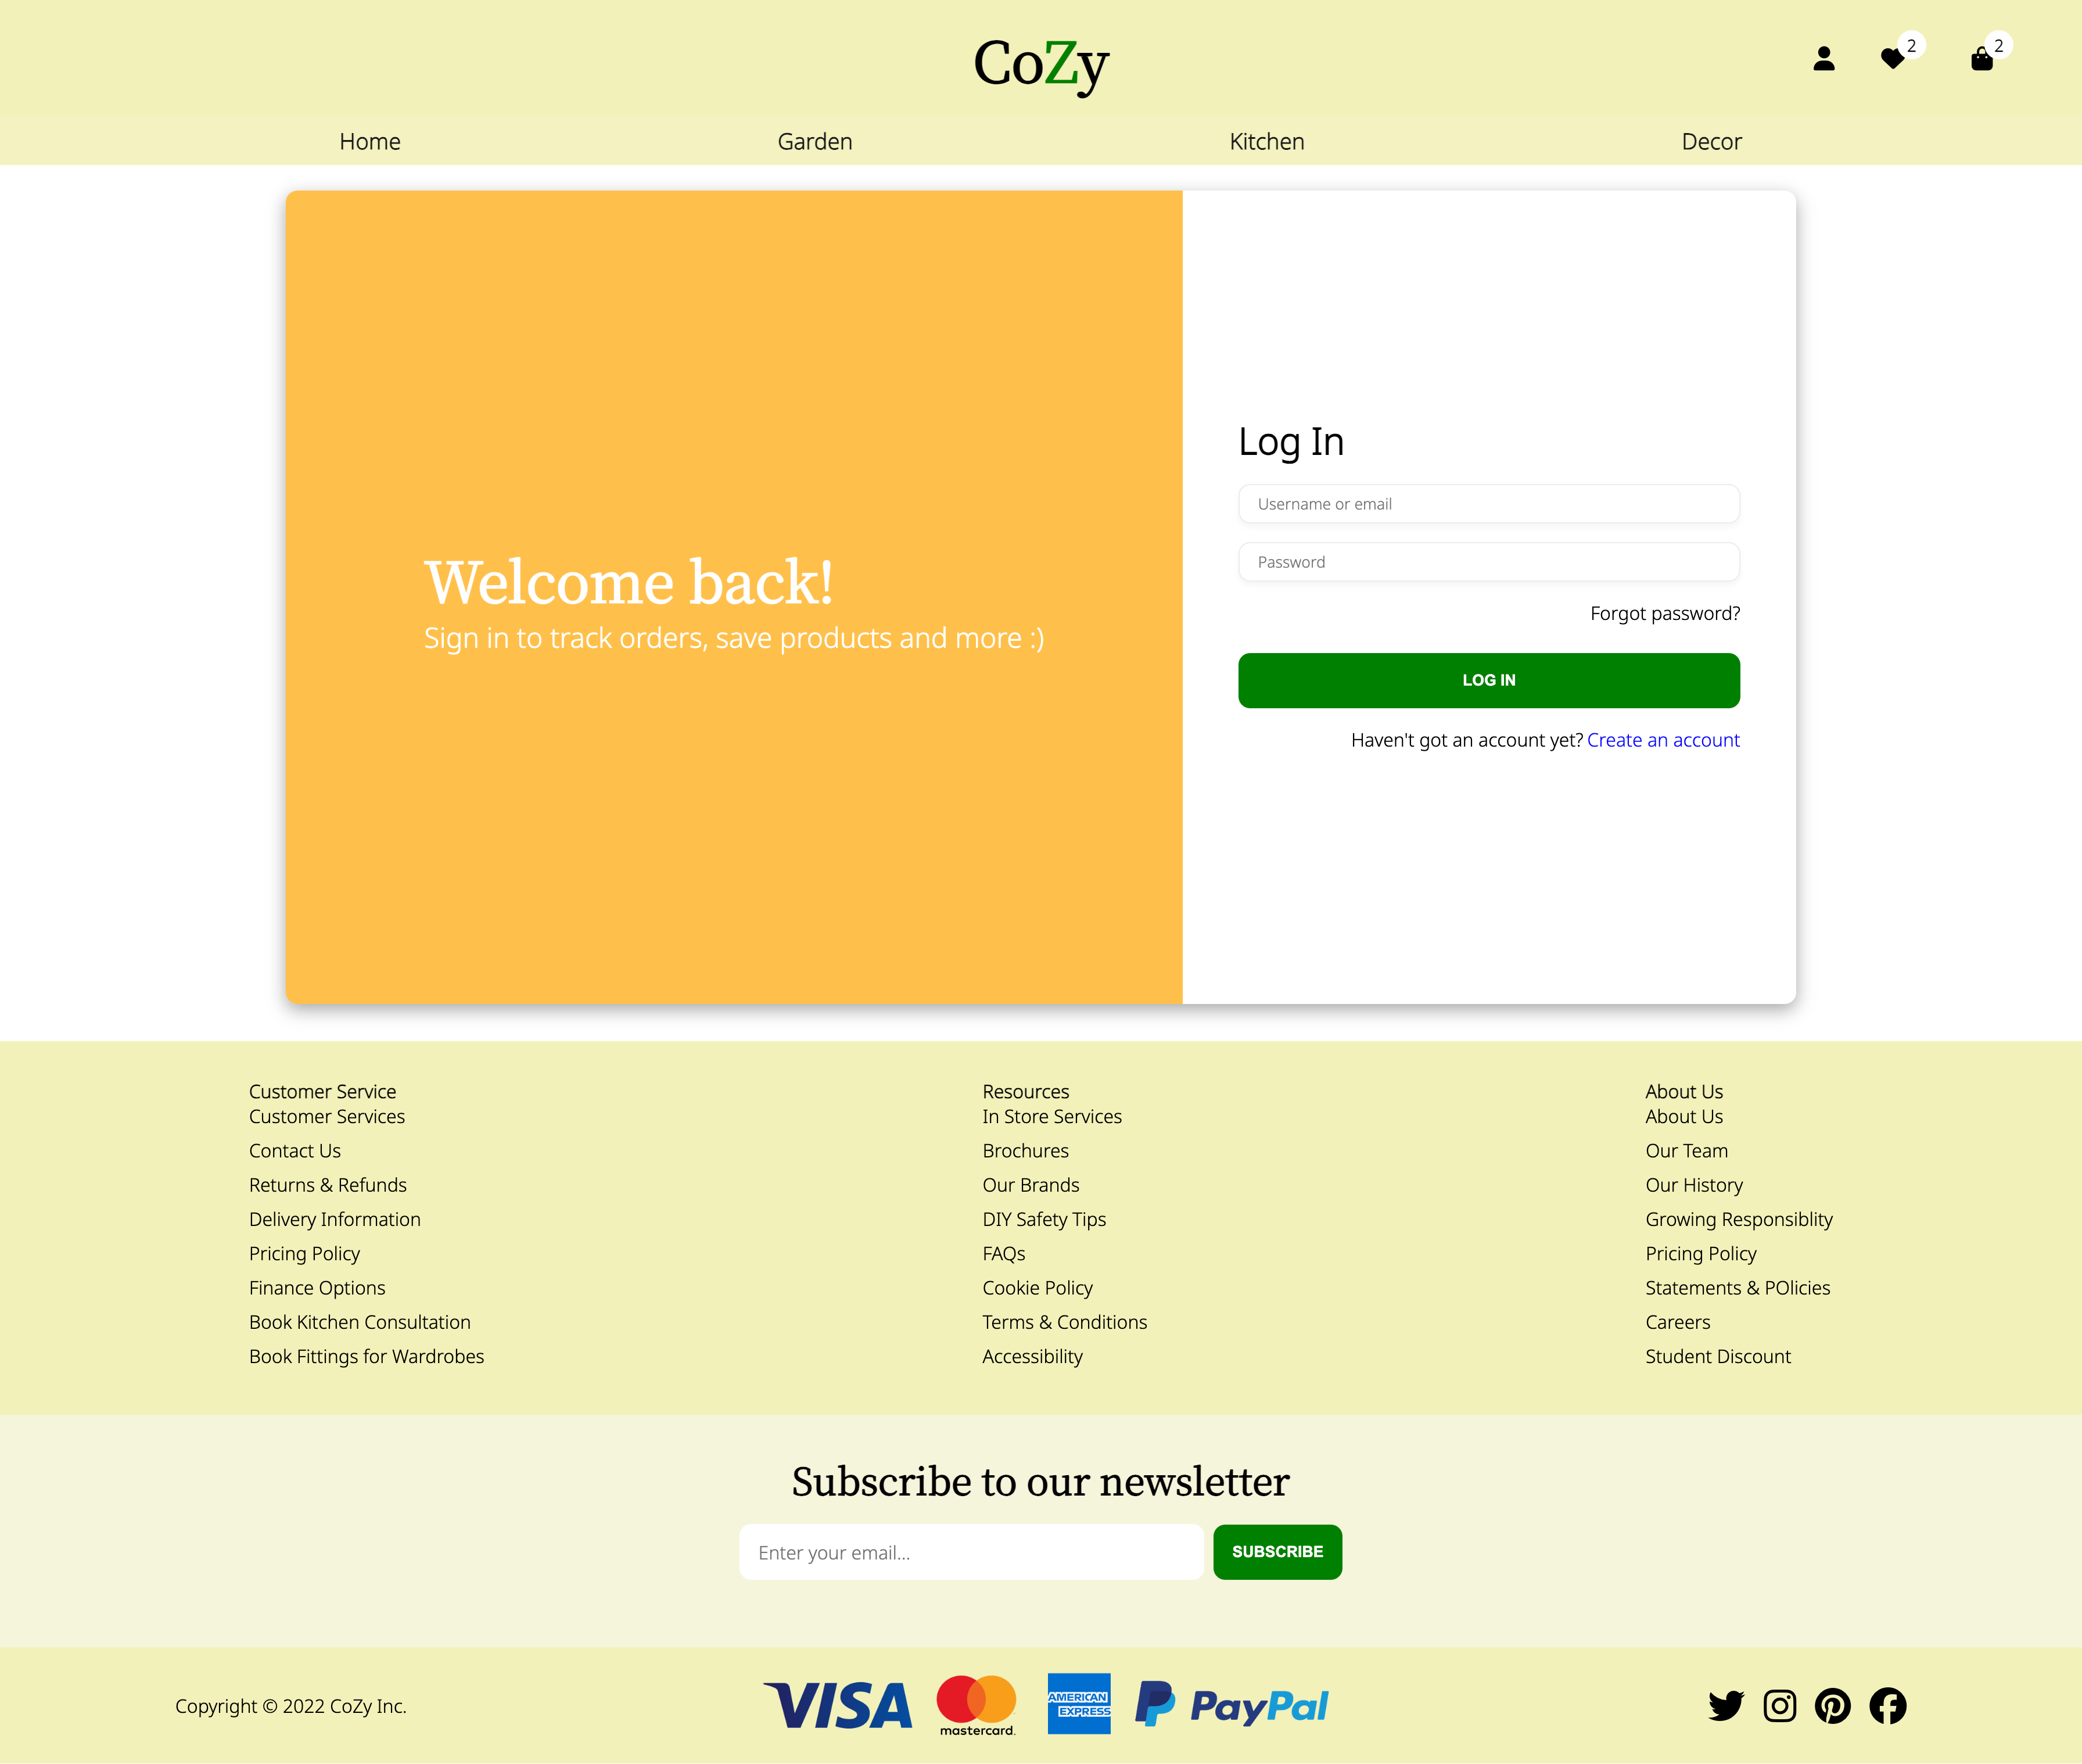 CoZy
2
2
Home
Garden
Kitchen
Decor
Welcome back!
Sign in to track orders, save products and more :)
Log In
Username or email
Password
Forgot password?
LOG IN
Haven't got an account yet? Create an account
Customer Service
Customer Services
Contact Us
Returns & Refunds
Delivery Information
Pricing Policy
Finance Options
Book Kitchen Consultation
Book Fittings for Wardrobes
Resources
In Store Services
Brochures
Our Brands
DIY Safety Tips
FAQs
Cookie Policy
Terms & Conditions
Accessibility
About Us
About Us
Our Team
Our History
Growing Responsiblity
Pricing Policy
Statements & POlicies
Careers
Student Discount
Subscribe to our newsletter
Enter your email...
SUBSCRIBE
Copyright © 2022 CoZy Inc.
VISA
mastercard.
AMERICAN
EXPRESS
PayPal